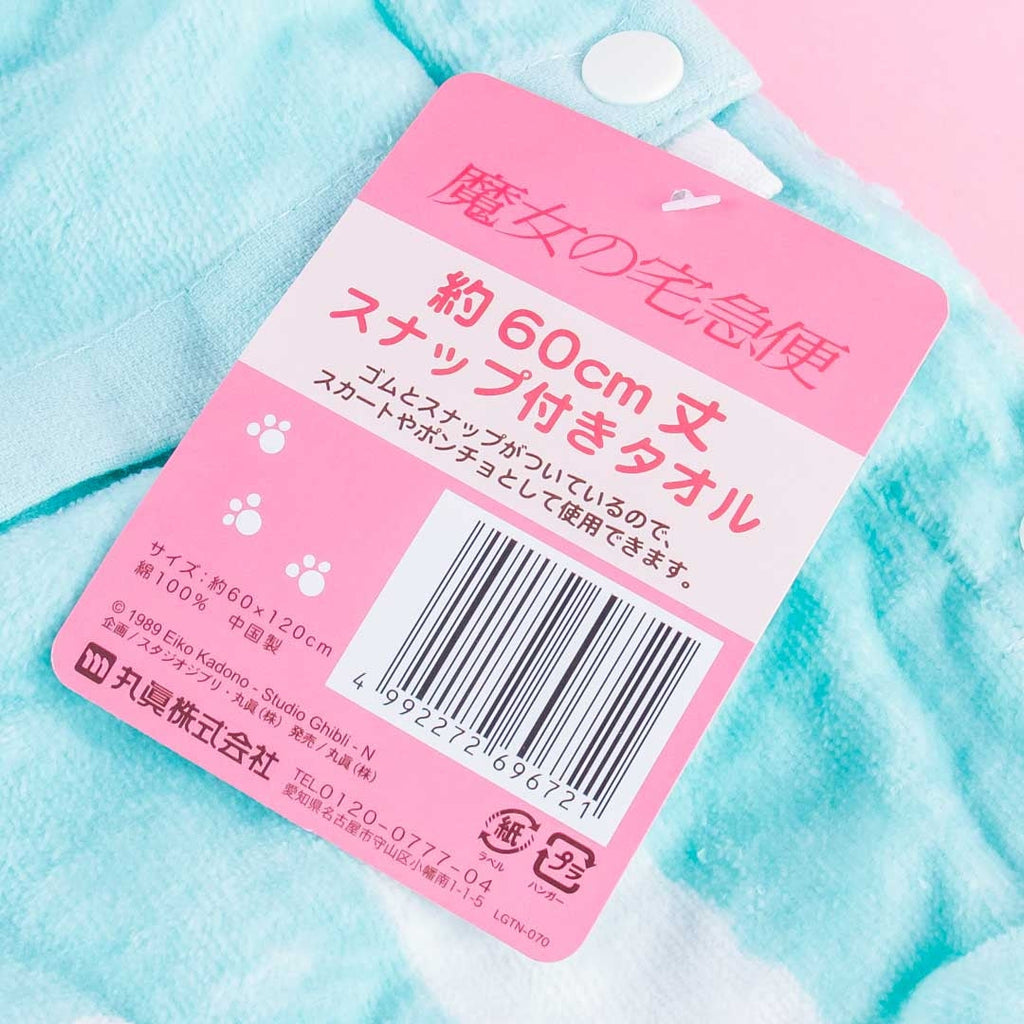 魔女の宅急便
約60cm丈
スナップ付きタオル
ゴムとスナップがついているので、
スカートやポンチョとして使用できます。
サイズ:約60×120cm
綿100% 中国製
© 1989 Eiko Kadono - Studio Ghibli - N
企画/スタジオジブリ・丸眞(株) 発売/丸眞(株)
丸眞株式会社
TEL0120-0777-04
愛知県名古屋市守山区小幡南1-1-5
4 992272 696721
紙
ラベル
プラ
ハンガー
LGTN-070